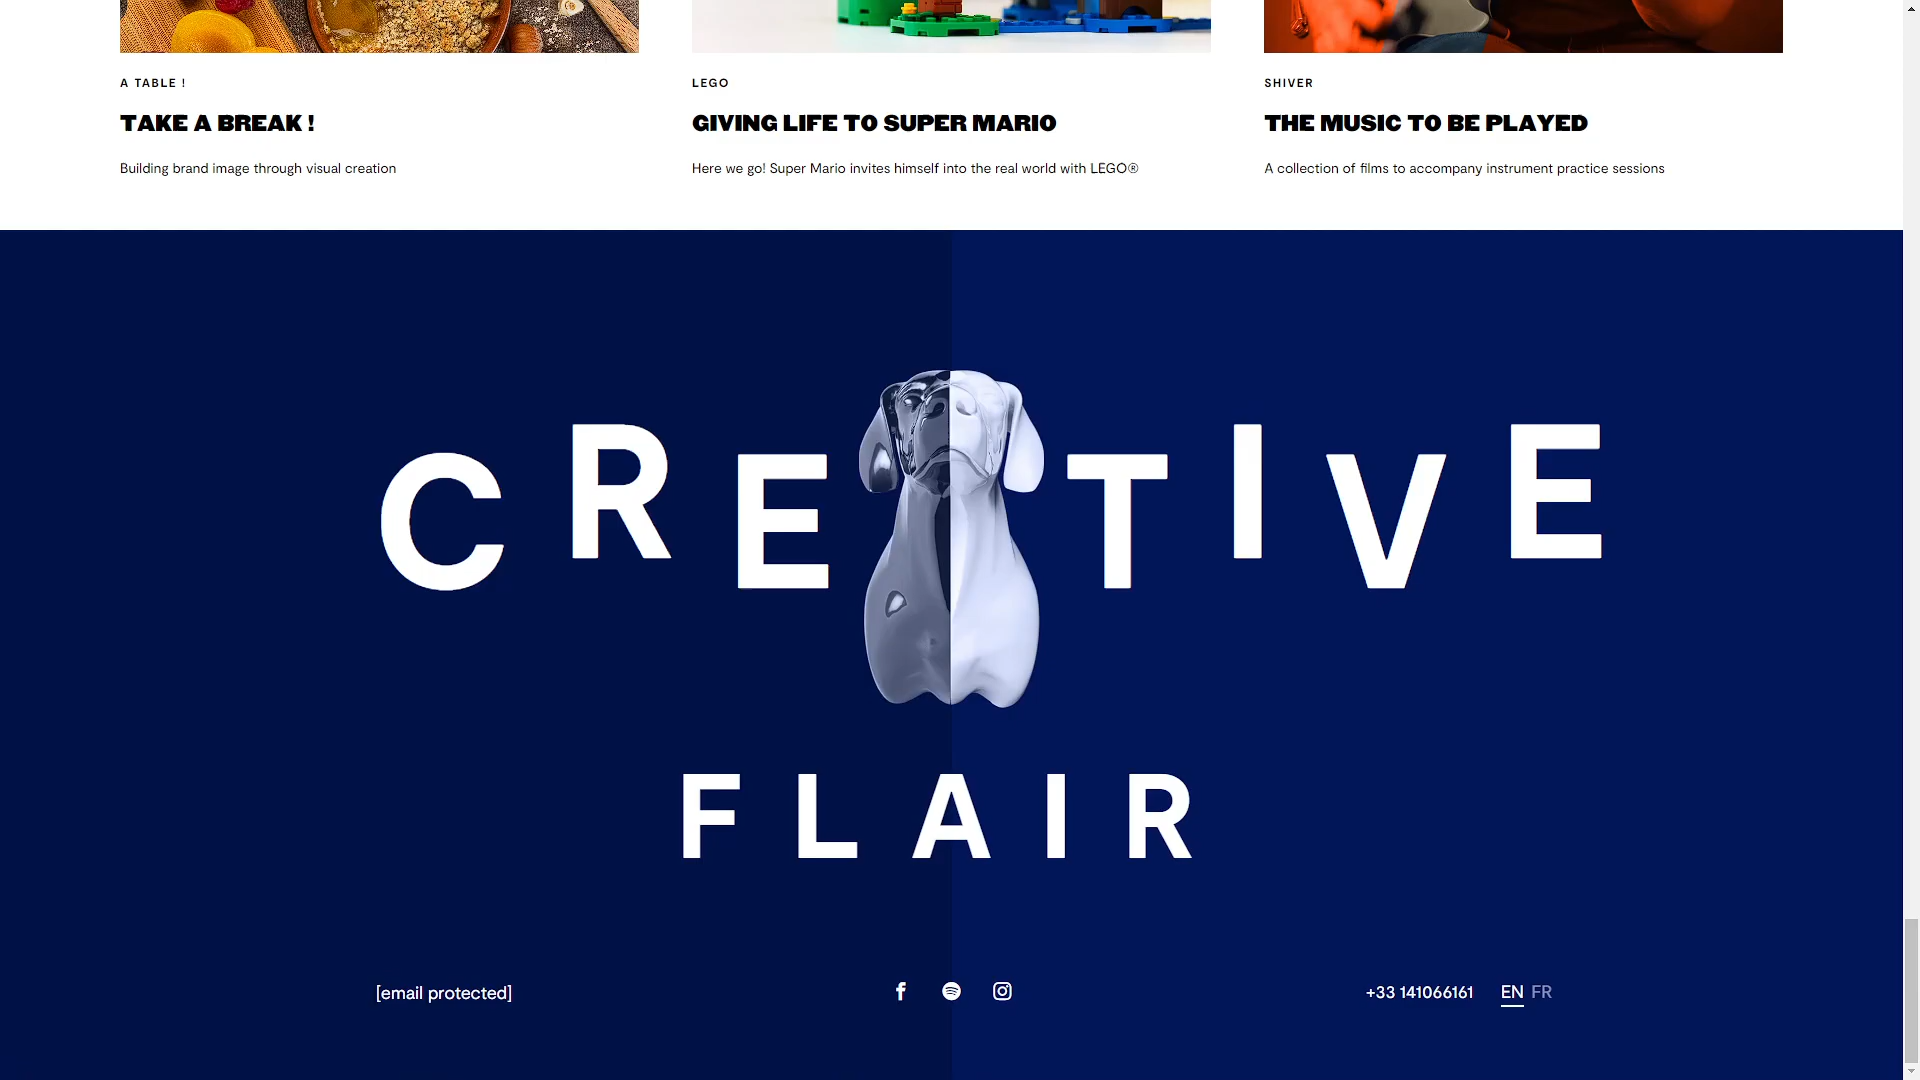 A TABLE !
TAKE A BREAK !
Building brand image through visual creation
LEGO
GIVING LIFE TO SUPER MARIO
Here we go! Super Mario invites himself into the real world with LEGO®
SHIVER
THE MUSIC TO BE PLAYED
A collection of films to accompany instrument practice sessions
CRE TIVE
FLAIR
[email protected]
+33 141066161 EN FR